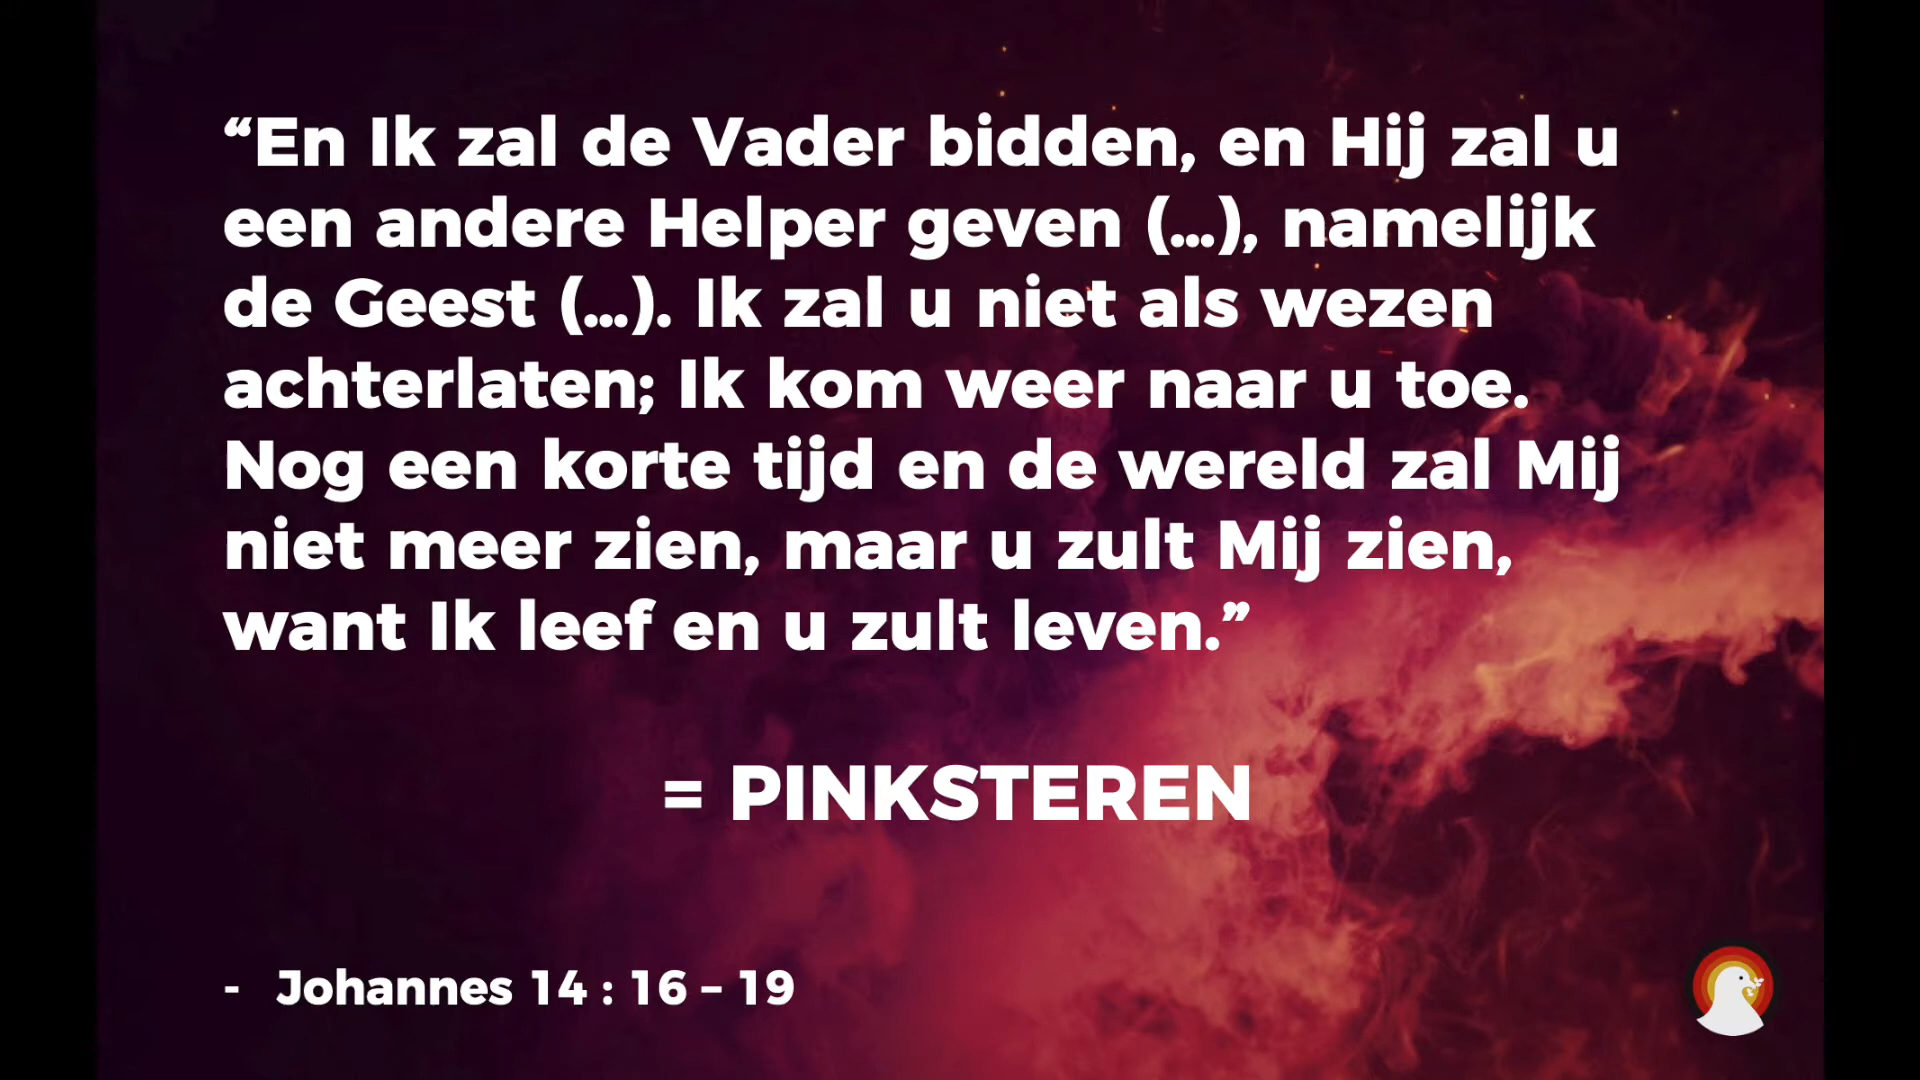 “En Ik zal de Vader bidden, en Hij zal u
een andere Helper geven (...), namelijk
de Geest (...). Ik zal u niet als wezen
achterlaten; Ik kom weer naar u toe.
Nog een korte tijd en de wereld zal Mij
niet meer zien, maar u zult Mij zien,
want Ik leef en u zult leven.”
= PINKSTEREN
- Johannes 14 : 16 – 19